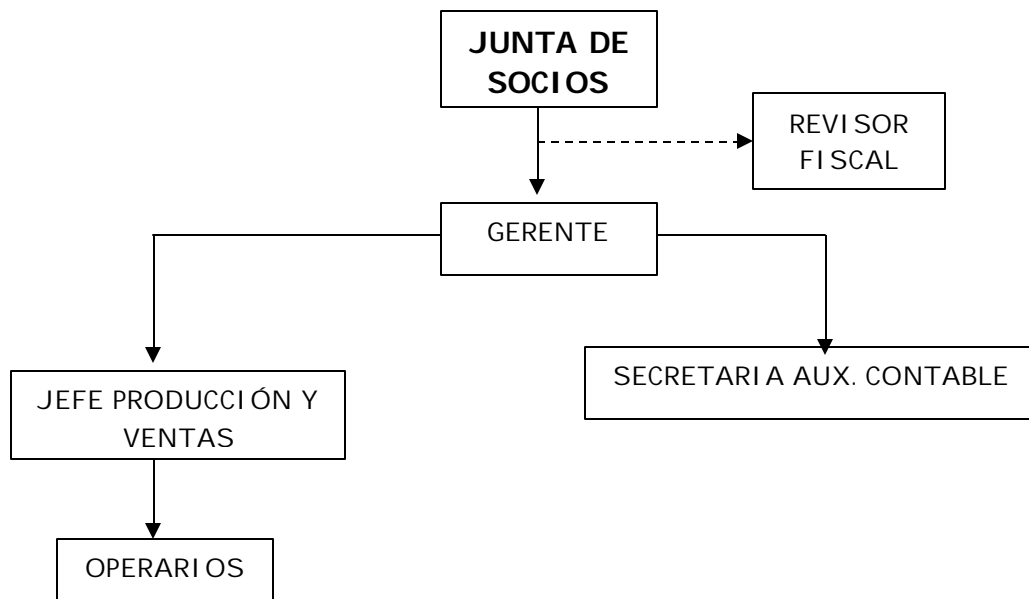 JUNTA DE
SOCIOS
REVISOR
FISCAL
GERENTE
SECRETARIA AUX. CONTABLE
JEFE PRODUCCIÓN Y
VENTAS
OPERARIOS